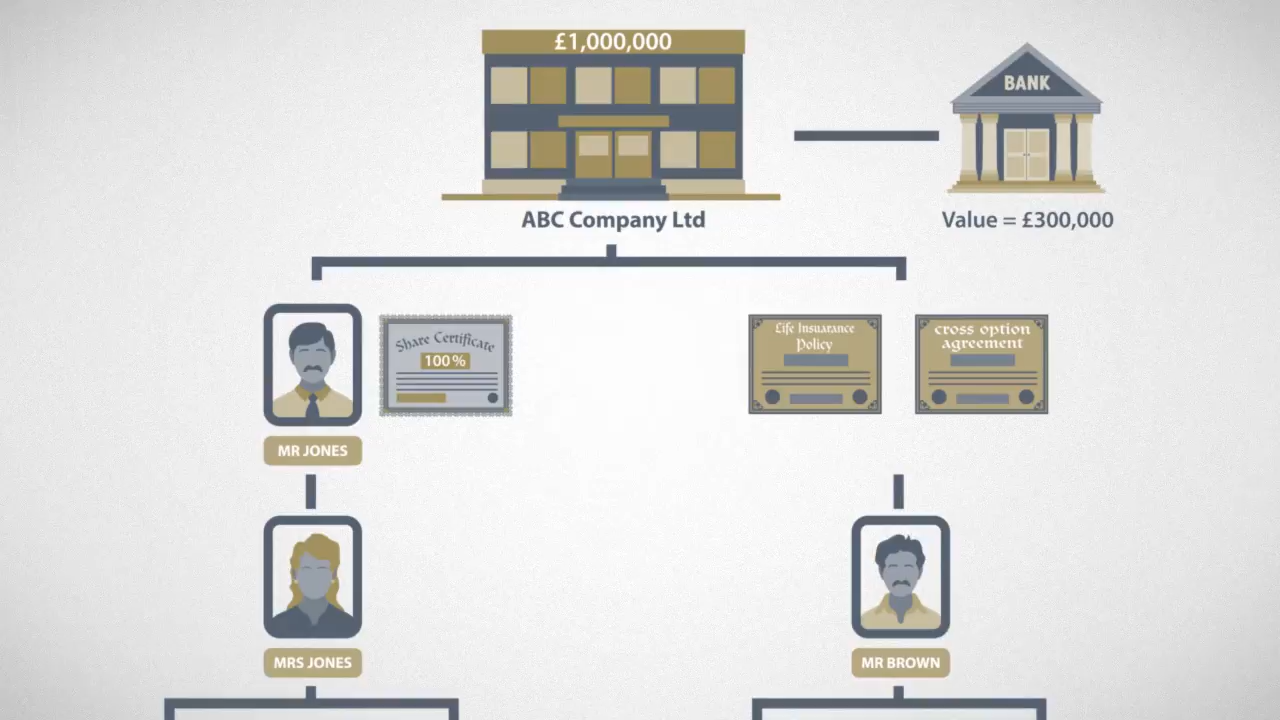 £1,000,000
BANK
ABC Company Ltd
Value = £300,000
Share Certificate
100%
Life Insuarance
Policy
cross option
agreement
MR JONES
MRS JONES
MR BROWN